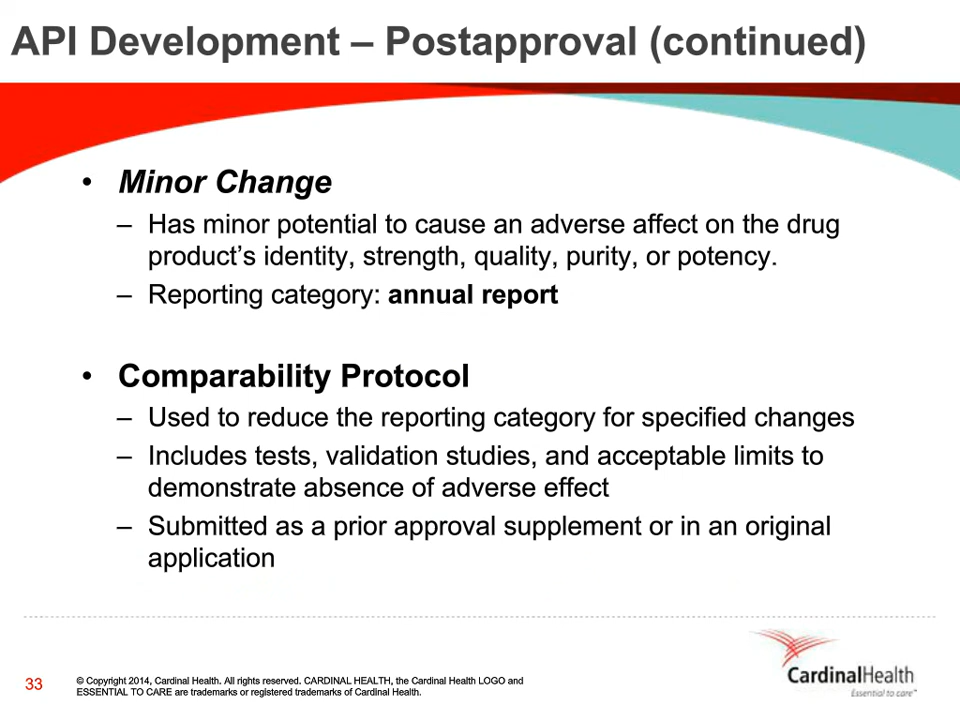 API Development – Postapproval (continued)
• Minor Change
– Has minor potential to cause an adverse affect on the drug
product’s identity, strength, quality, purity, or potency.
– Reporting category: annual report
• Comparability Protocol
– Used to reduce the reporting category for specified changes
– Includes tests, validation studies, and acceptable limits to
demonstrate absence of adverse effect
– Submitted as a prior approval supplement or in an original
application
33
© Copyright 2014, Cardinal Health. All rights reserved. CARDINAL HEALTH, the Cardinal Health LOGO and
ESSENTIAL TO CARE are trademarks or registered trademarks of Cardinal Health.
CardinalHealth
Essential to care™